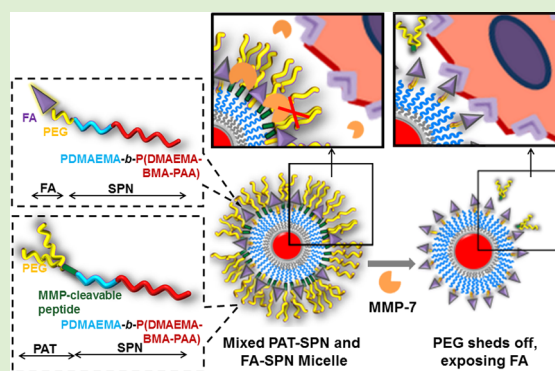 FA
PEG
PDMAEMA-b-P(DMAEMA-
BMA-PAA)
FA
SPN
PEG
MMP-cleavable
peptide
PDMAEMA-b-P(DMAEMA-
BMA-PAA)
PAT
SPN
Mixed PAT-SPN and
FA-SPN Micelle
MMP-7
PEG sheds off,
exposing FA